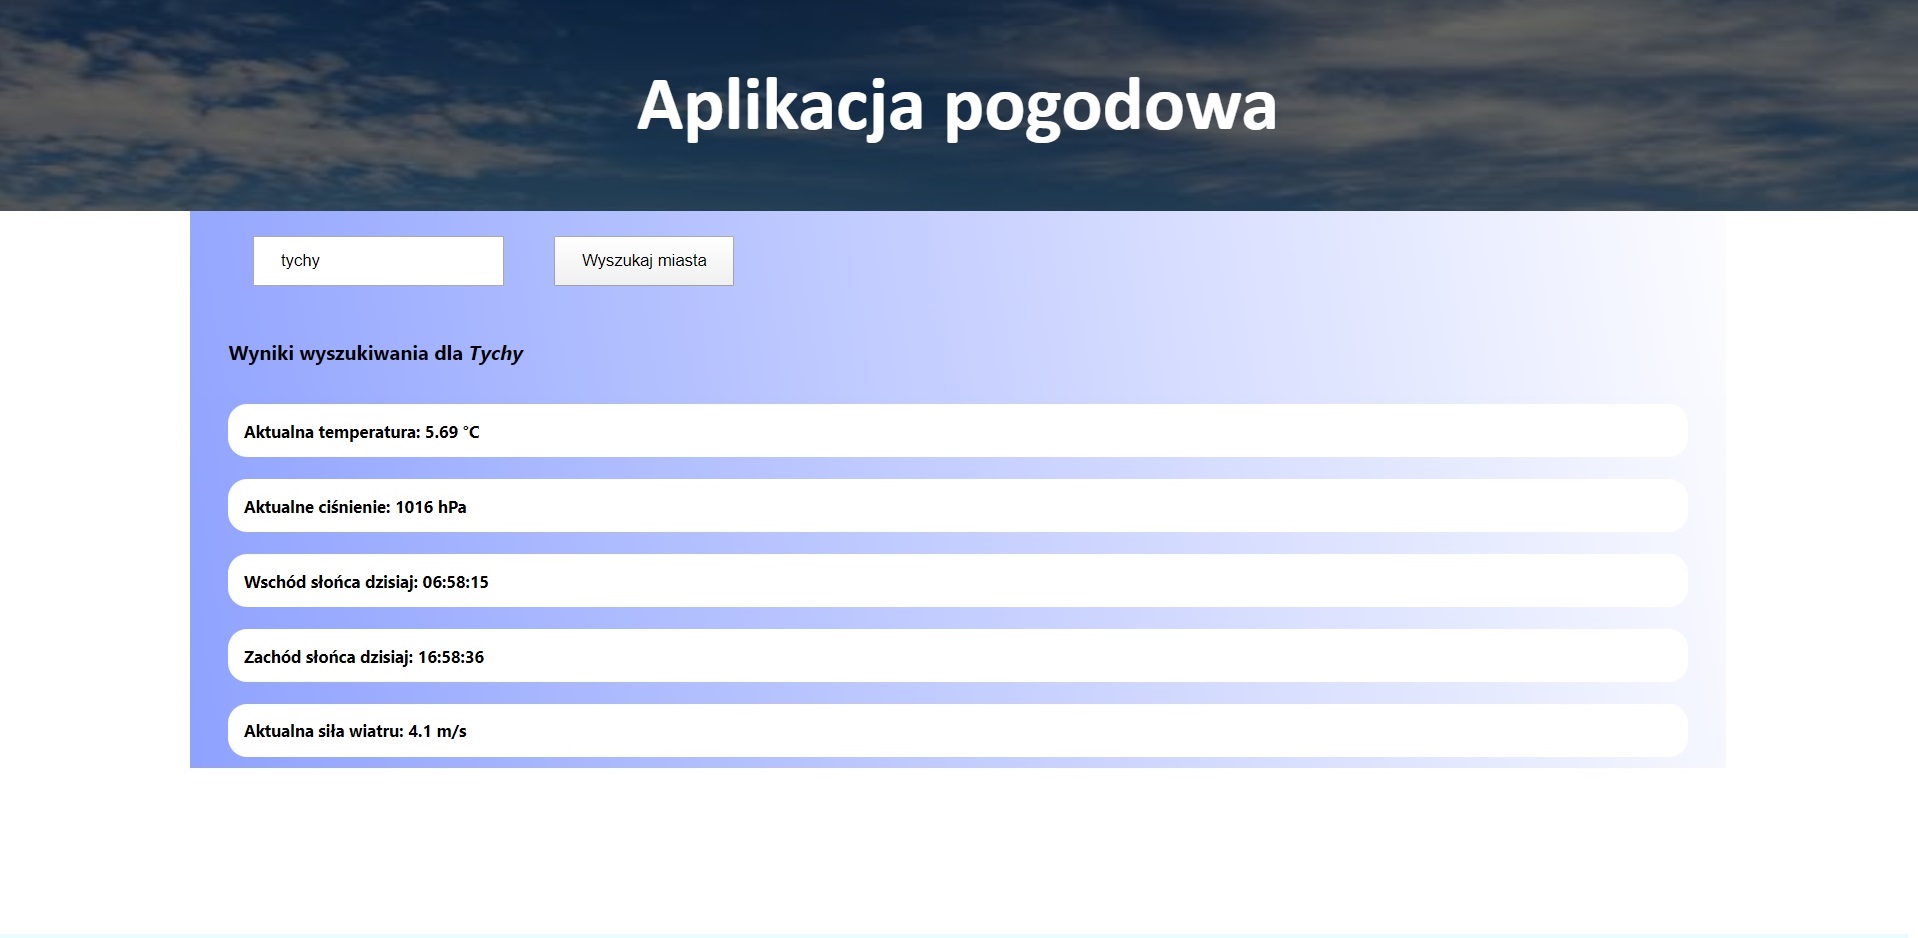 Aplikacja pogodowa
tychy
Wyszukaj miasta
Wyniki wyszukiwania dla Tychy
Aktualna temperatura: 5.69 °C
Aktualne ciśnienie: 1016 hPa
Wschód słońca dzisiaj: 06:58:15
Zachód słońca dzisiaj: 16:58:36
Aktualna siła wiatru: 4.1 m/s